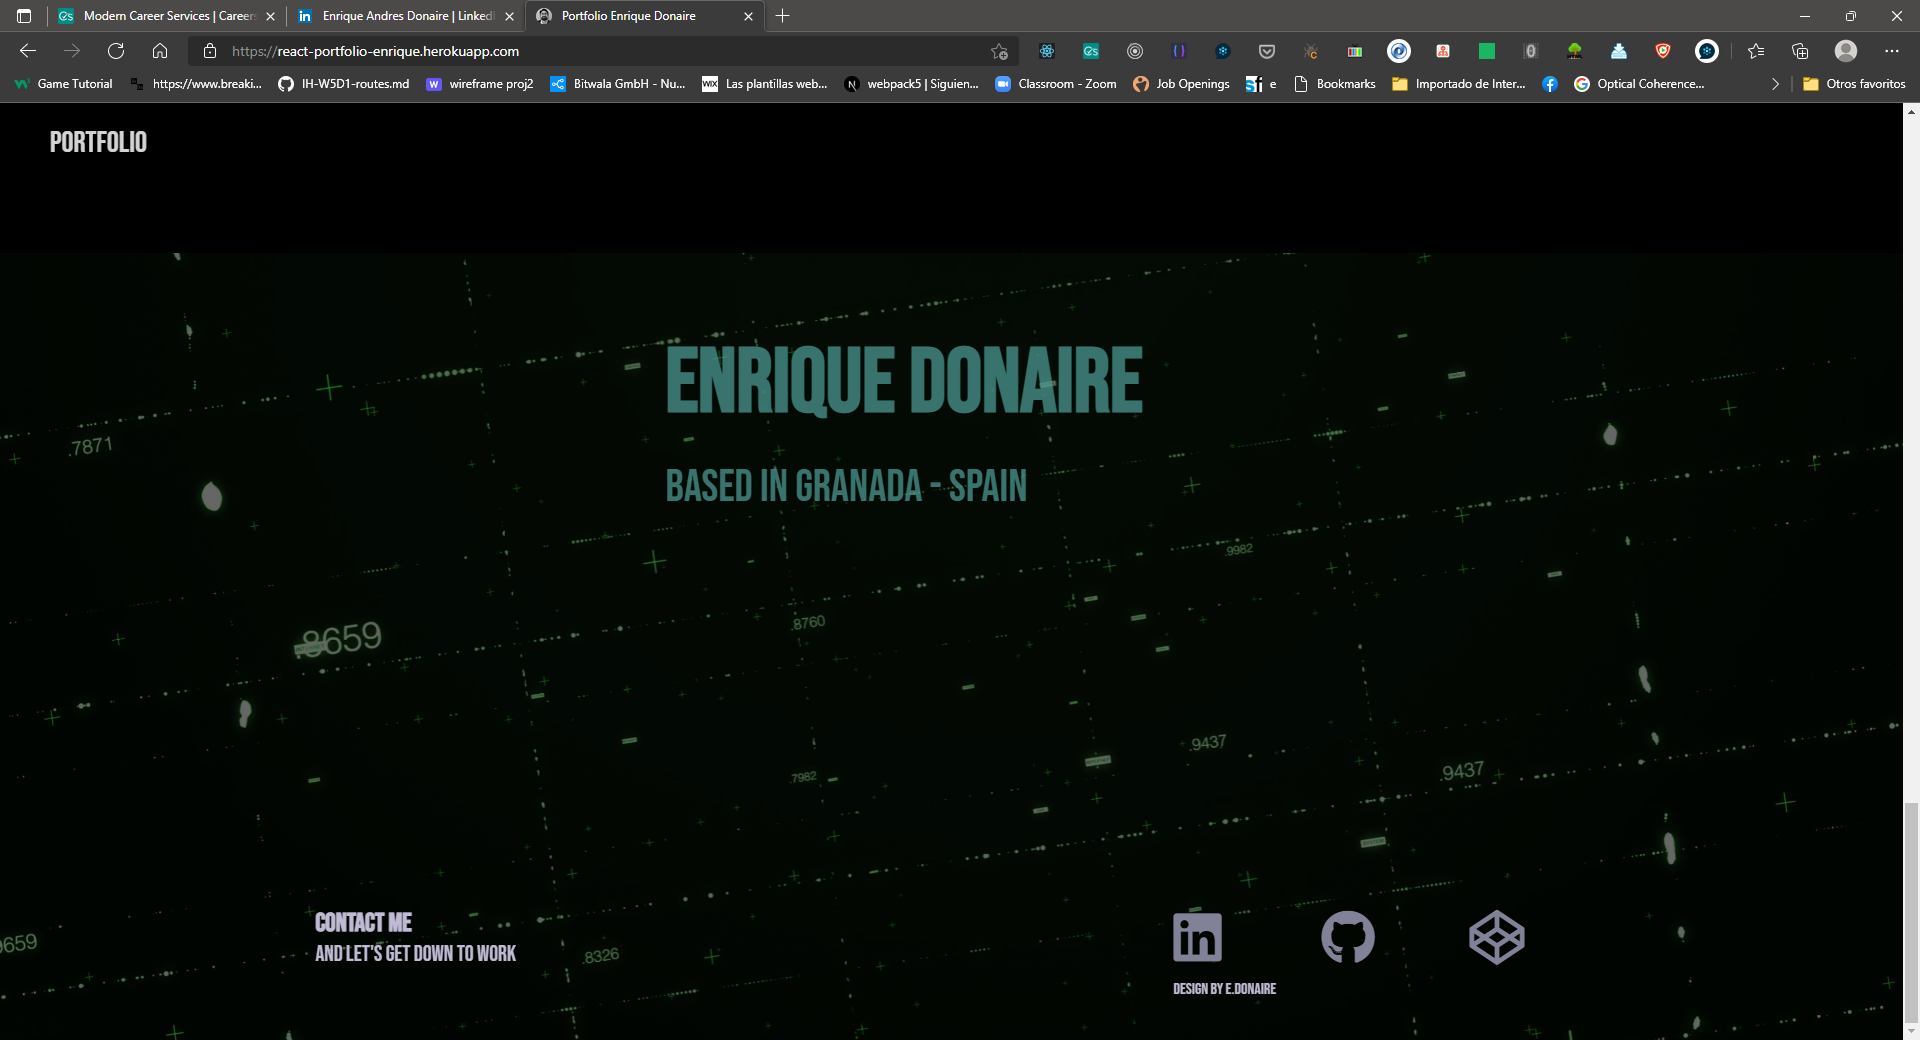 Modern Career Services | Careers
Enrique Andres Donaire | LinkedI
Portfolio Enrique Donaire
https://react-portfolio-enrique.herokuapp.com
Game Tutorial
https://www.breaki...
IH-W5D1-routes.md
wireframe proj2
Bitwala GmbH - Nu...
Las plantillas web...
webpack5 | Siguien...
Classroom - Zoom
Job Openings
e
Bookmarks
Importado de Inter...
Optical Coherence...
Otros favoritos
PORTFOLIO
ENRIQUE DONAIRE
BASED IN GRANADA - SPAIN
.7871
.9982
.8659
.8760
.9437
.9437
.7982
CONTACT ME
AND LET'S GET DOWN TO WORK
9659
.8326
DESIGN BY E.DONAIRE